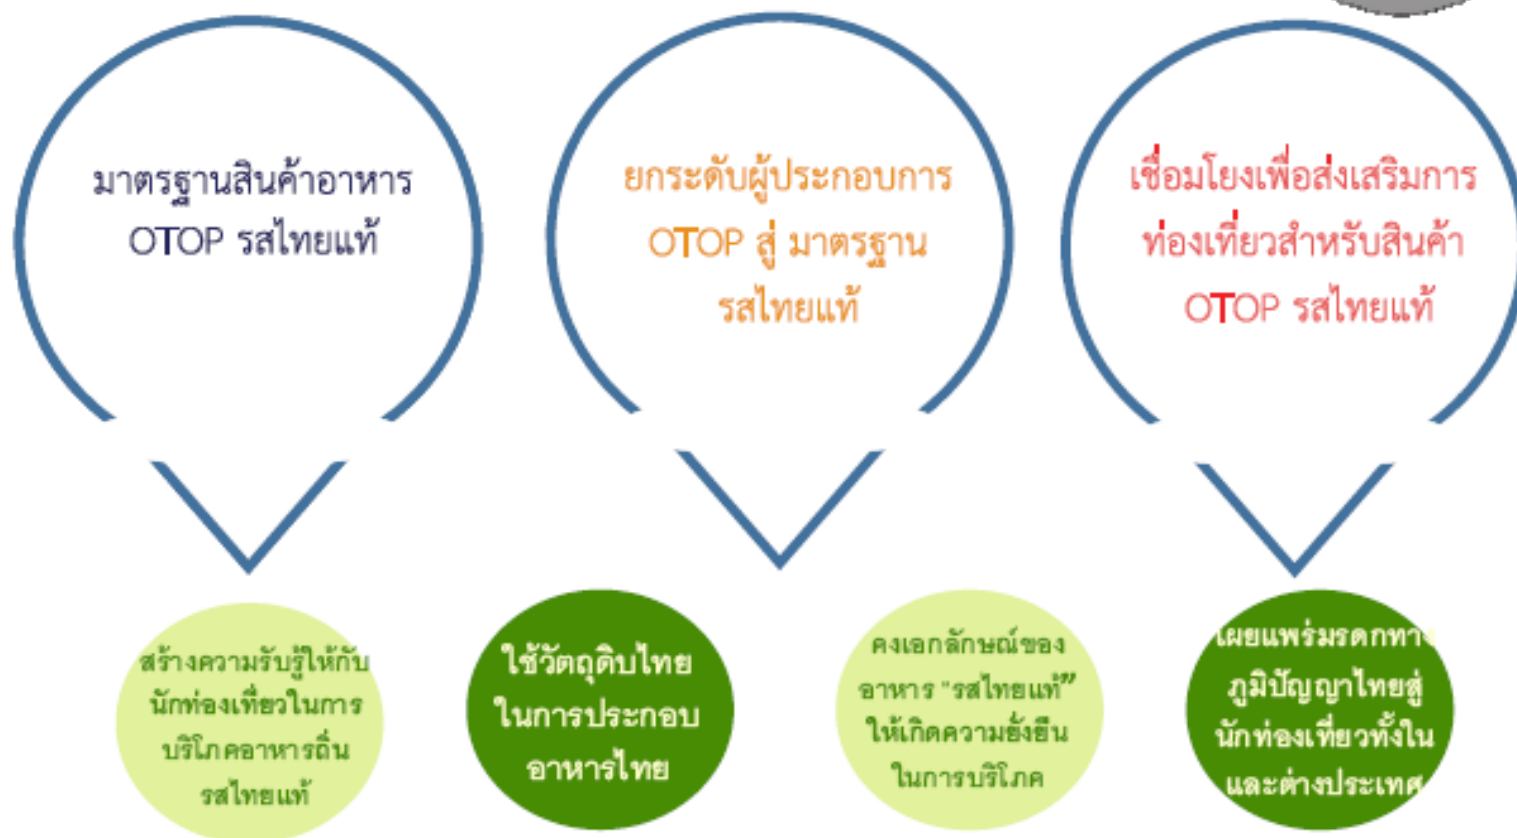 มาตรฐานสินค้าอาหาร
OTOP รสไทยแท้
ยกระดับผู้ประกอบการ
OTOP สู่ มาตรฐาน
รสไทยแท้
เชื่อมโยงเพื่อส่งเสริมการ
ท่องเที่ยวสำหรับสินค้า
OTOP รสไทยแท้
สร้างความรับรู้ให้กับ
นักท่องเที่ยวในการ
บริโภคอาหารถิ่น
รสไทยแท้
ใช้วัตถุดิบไทย
ในการประกอบ
อาหารไทย
คงเอกลักษณ์ของ
อาหาร "รสไทยแท้"
ให้เกิดความยั่งยืน
ในการบริโภค
เผยแพร่มรดกทาง
ภูมิปัญญาไทยสู่
นักท่องเที่ยวทั้งใน
และต่างประเทศ